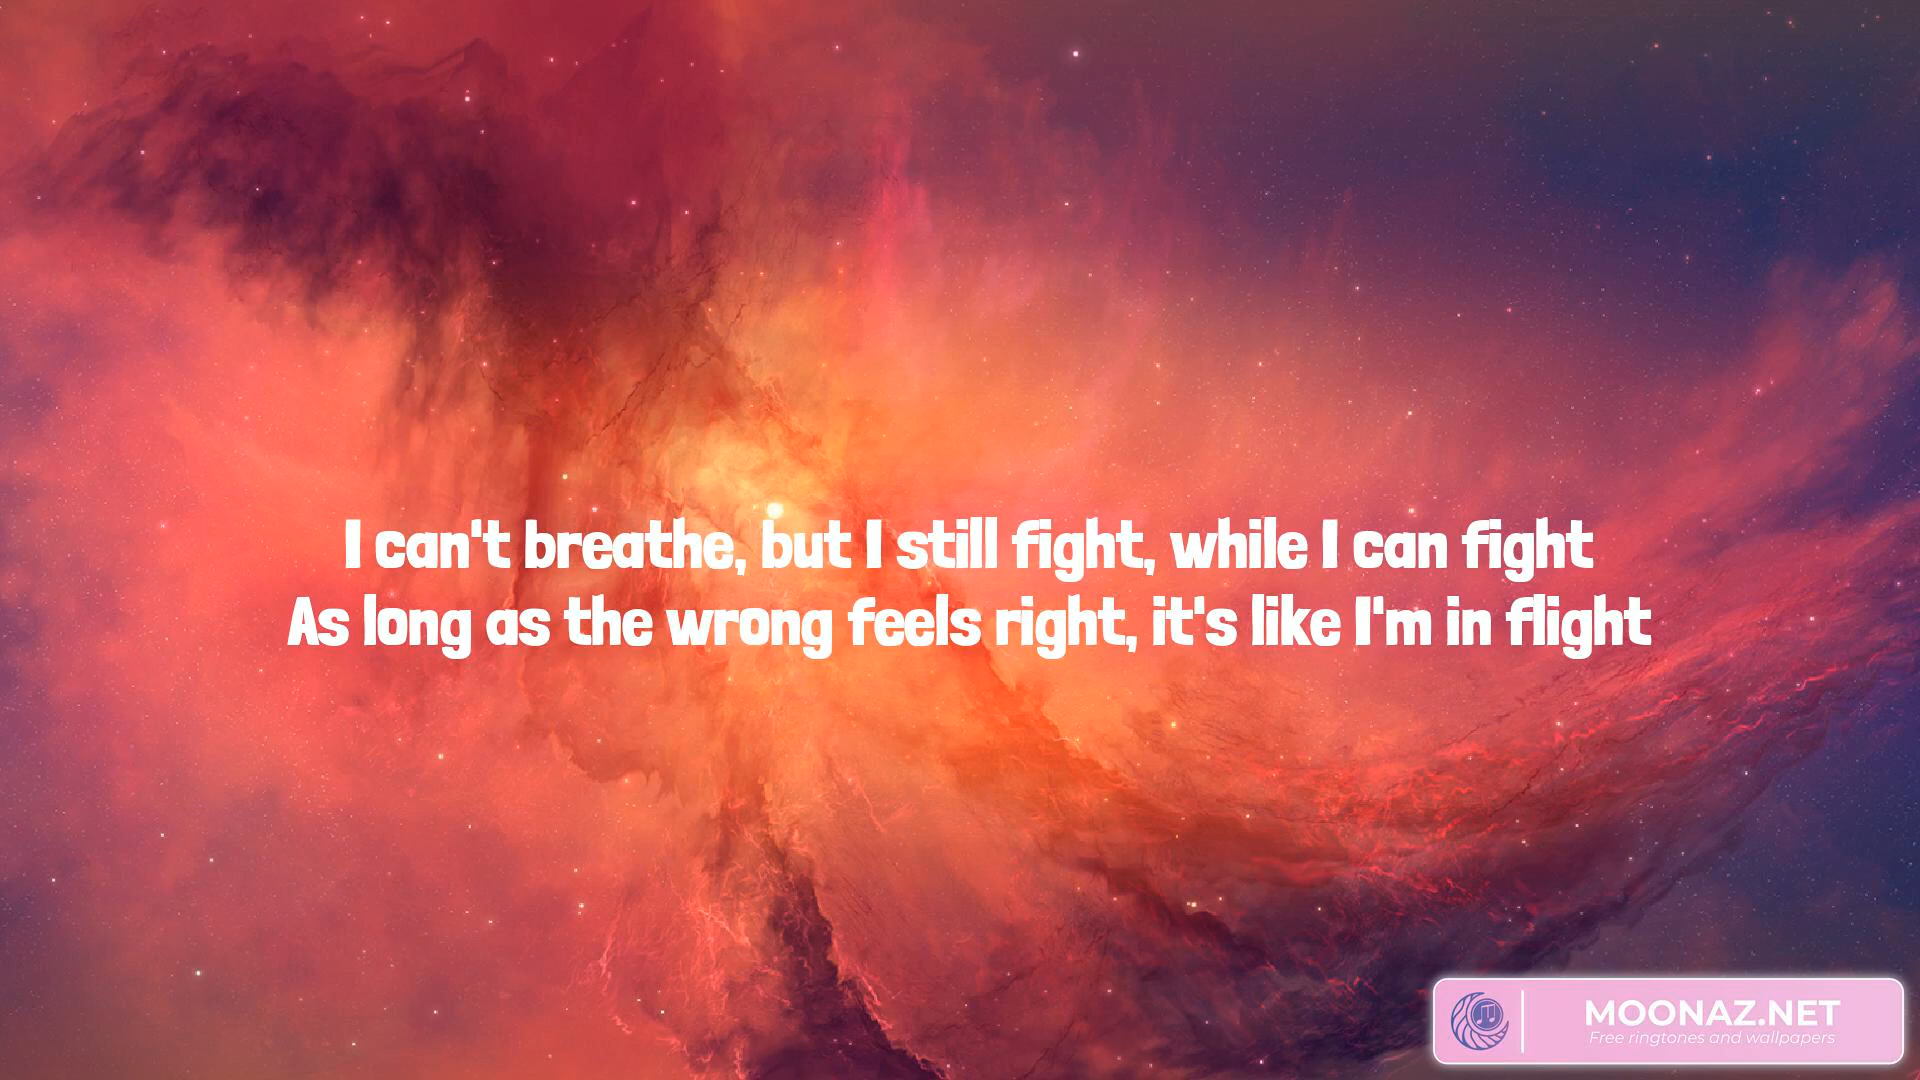 I can't breathe, but I still fight, while I can fight
As long as the wrong feels right, it's like I'm in flight
MOONAZ.NET
Free ringtones and wallpapers